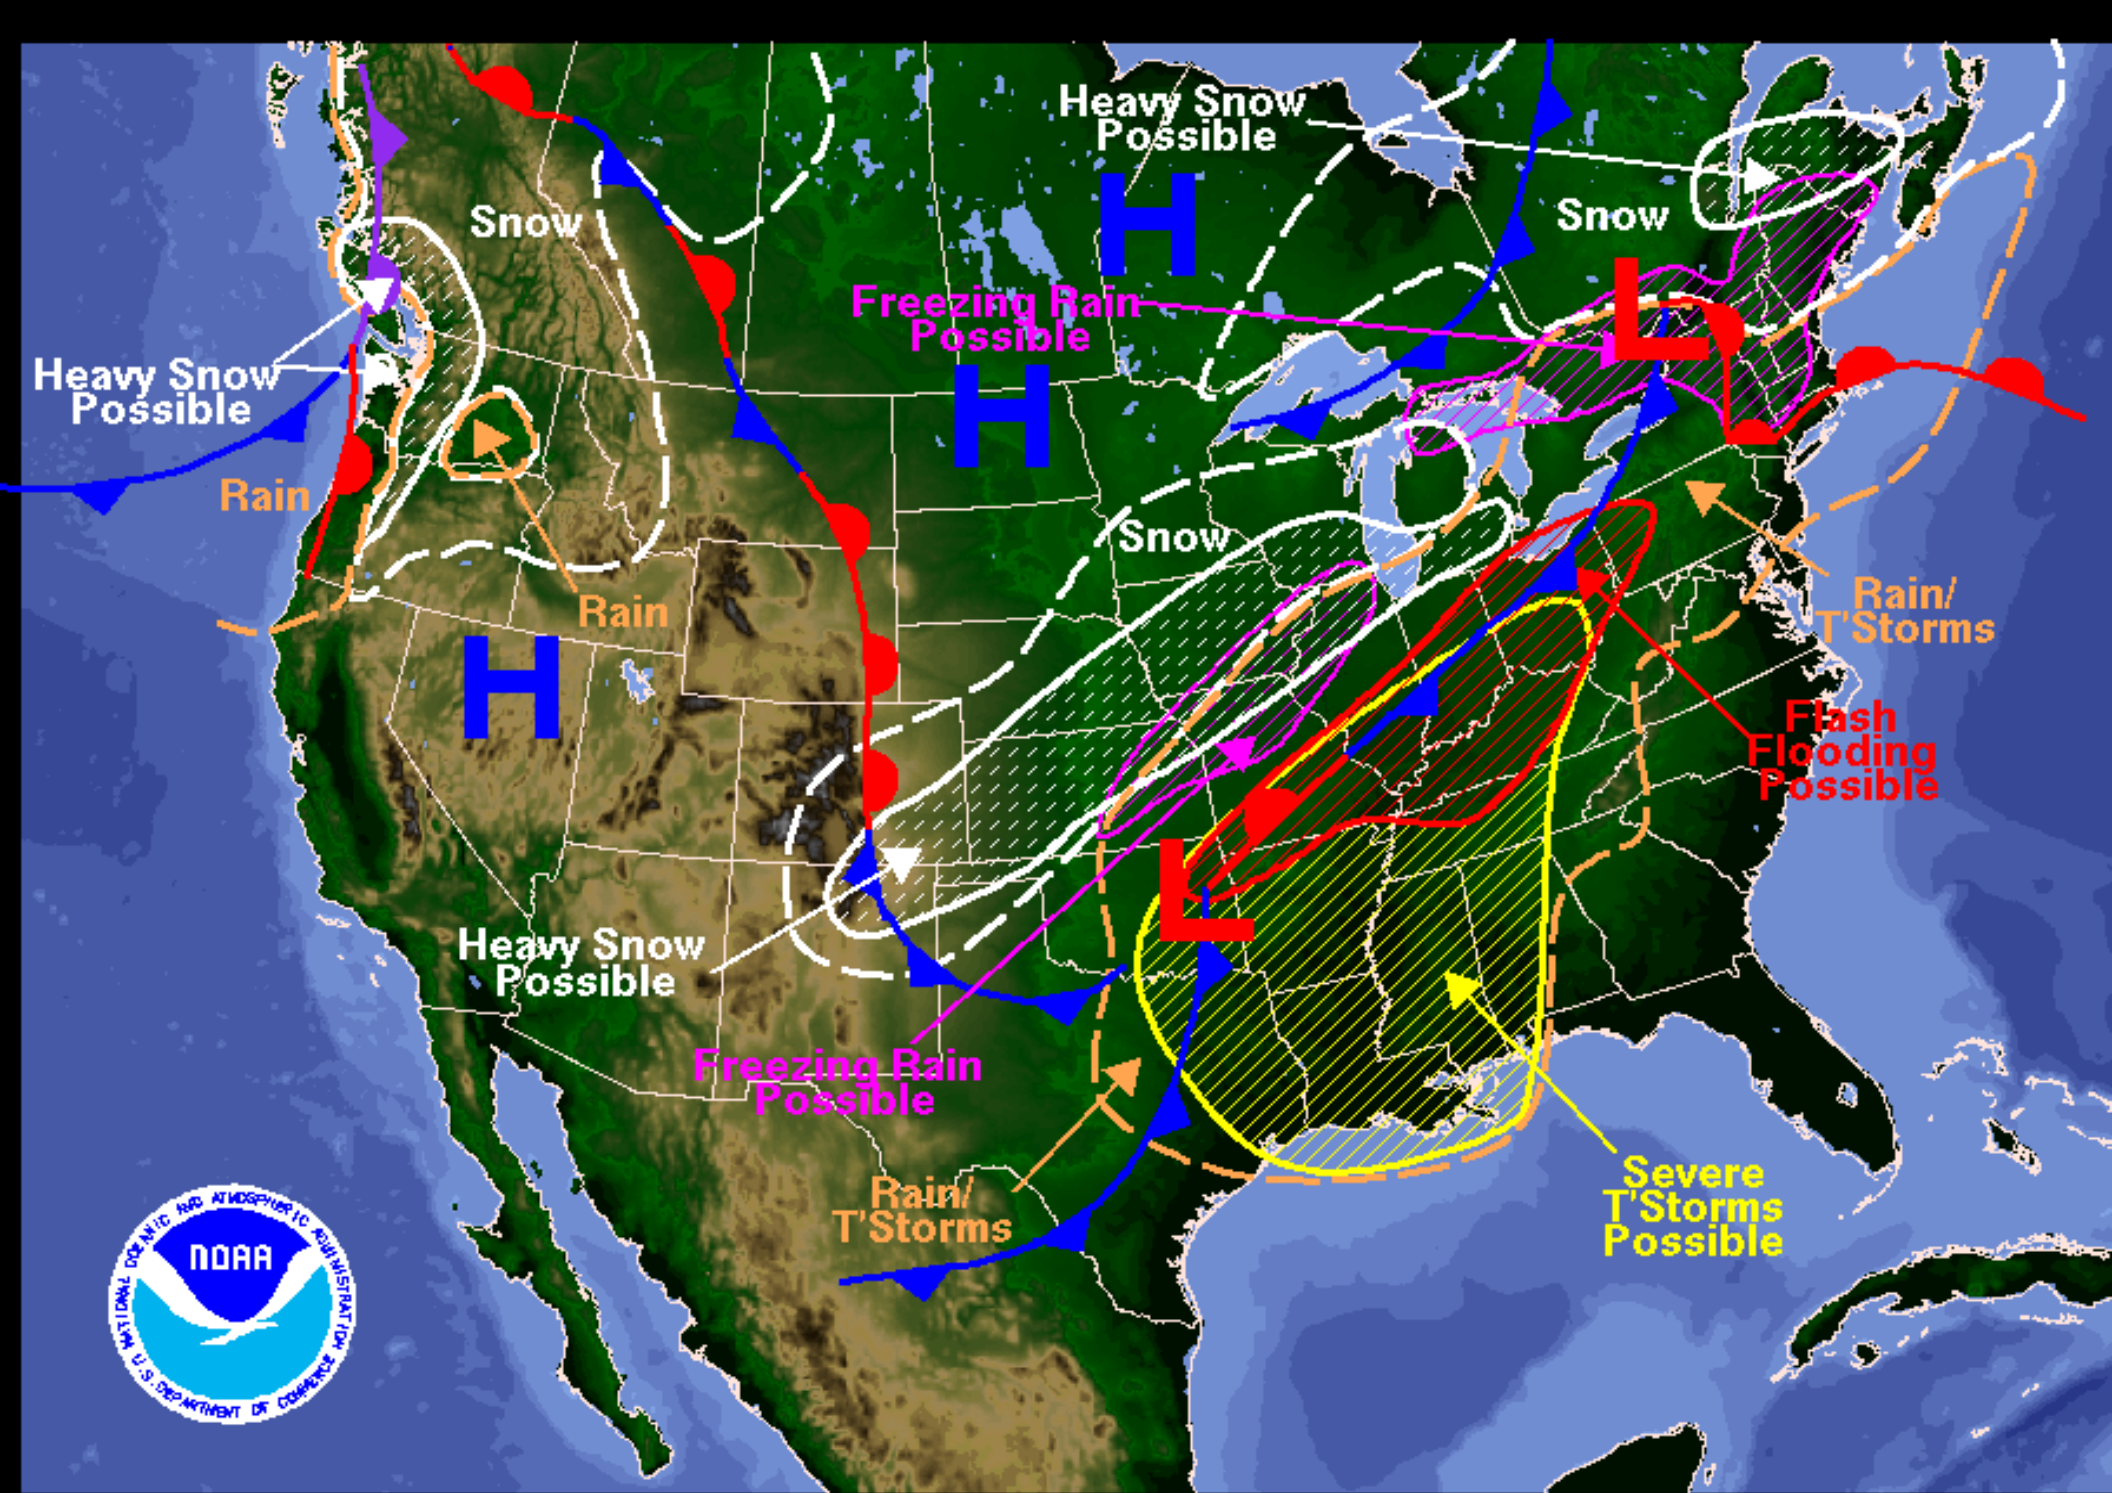 Heavy Snow
Possible
Snow
Snow
H
L
Freezing Rain
Possible
Heavy Snow
Possible
H
Rain
Snow
Rain
Rain/
T'Storms
H
Flash
Flooding
Possible
L
Heavy Snow
Possible
Freezing Rain
Possible
Rain/
T'Storms
Severe
T'Storms
Possible
NATIONAL OCEANIC AND ATMOSPHERIC ADMINISTRATION
NOAA
U.S. DEPARTMENT OF COMMERCE